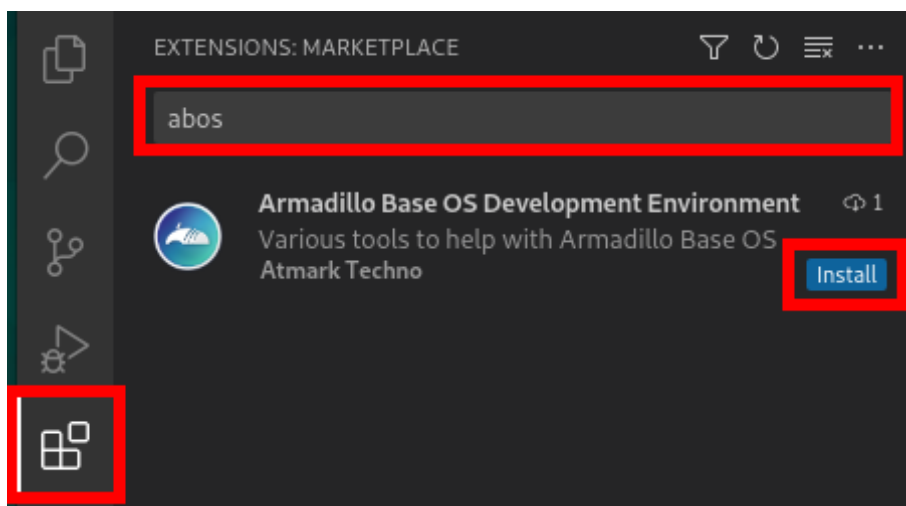 EXTENSIONS: MARKETPLACE
abos
Armadillo Base OS Development Environment 1
Various tools to help with Armadillo Base OS
Atmark Techno
Install